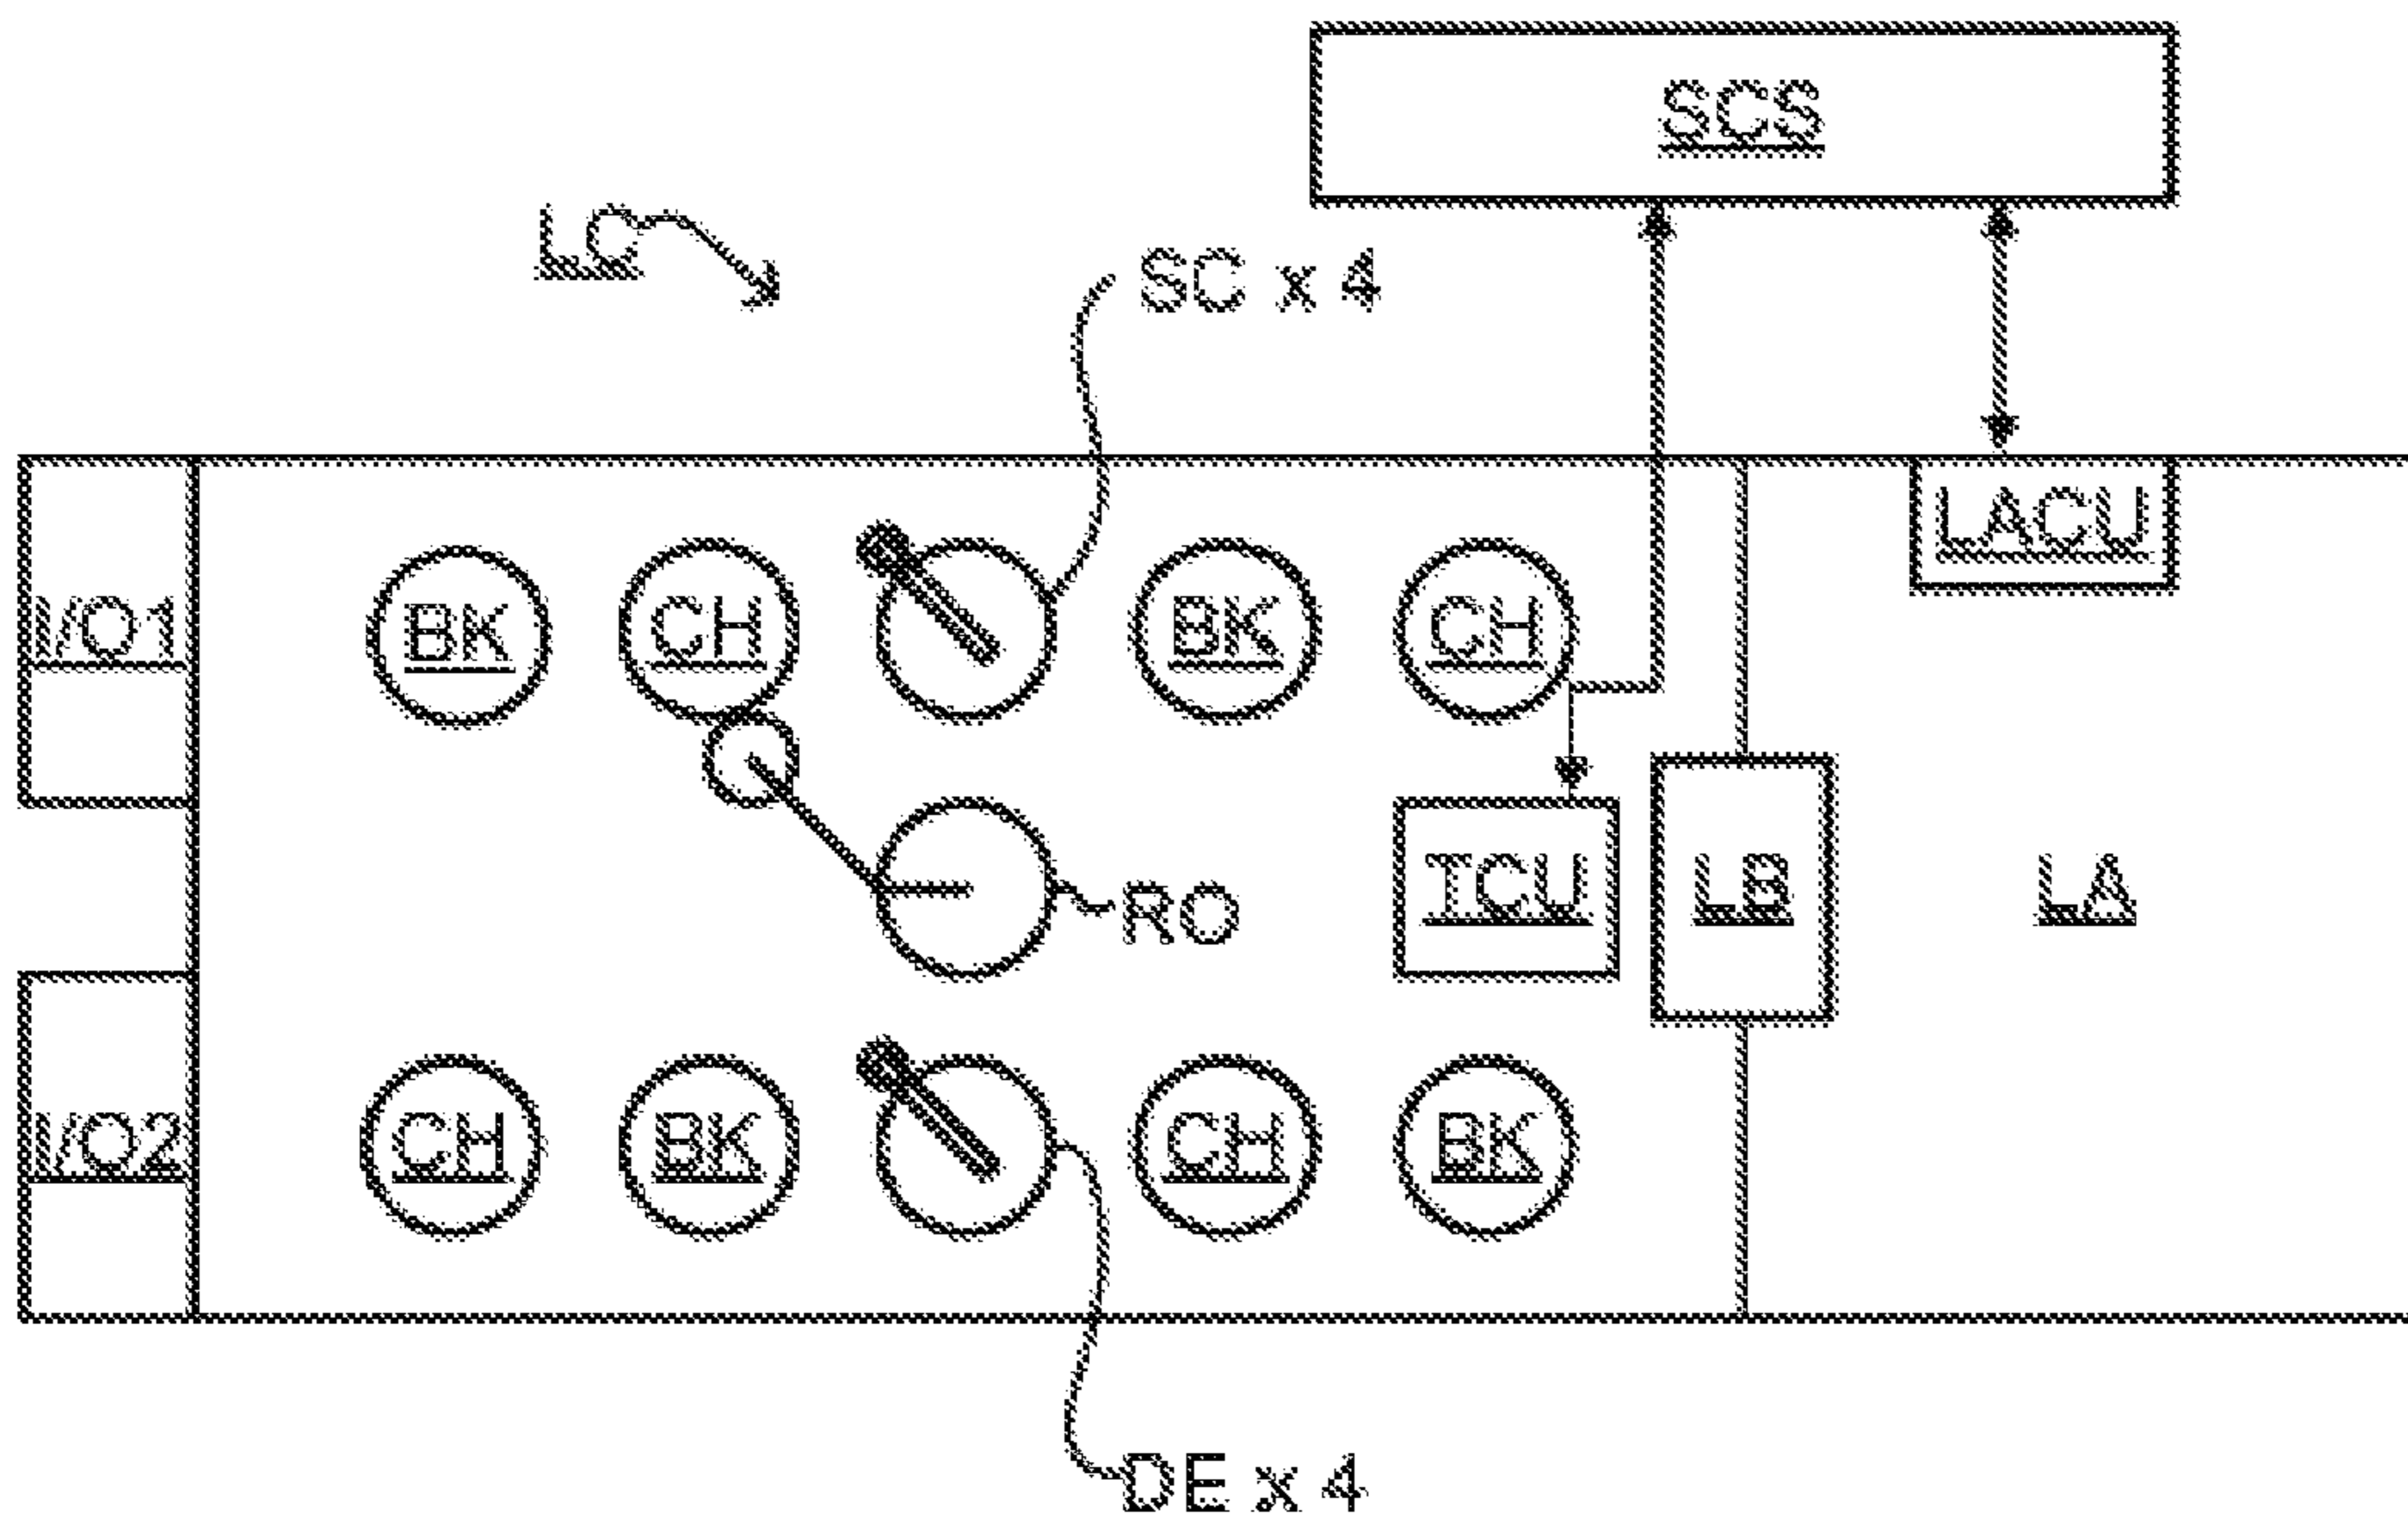 SCS
LC
SC x 4
LACU
I/O1
BK
CH
BK
CH
RO
TCU
LB
LA
I/O2
CH
BK
CH
BK
DE x 4